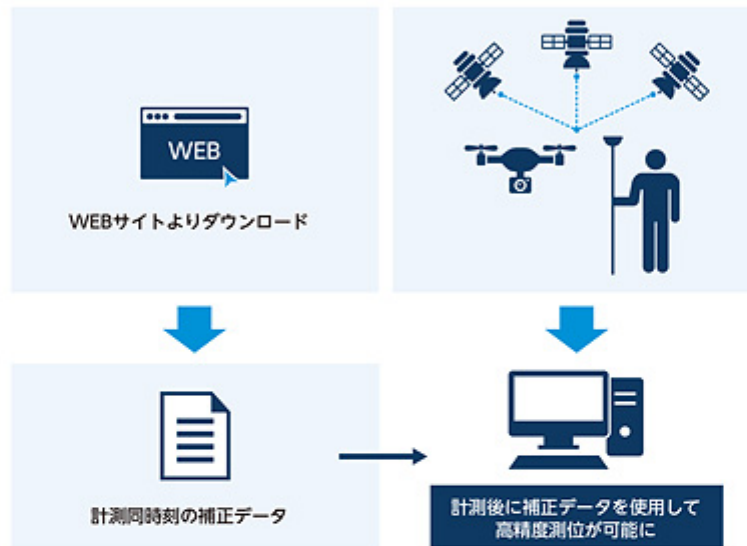 WEB
WEBサイトよりダウンロード
計測同時刻の補正データ
計測後に補正データを使用して
高精度測位が可能に